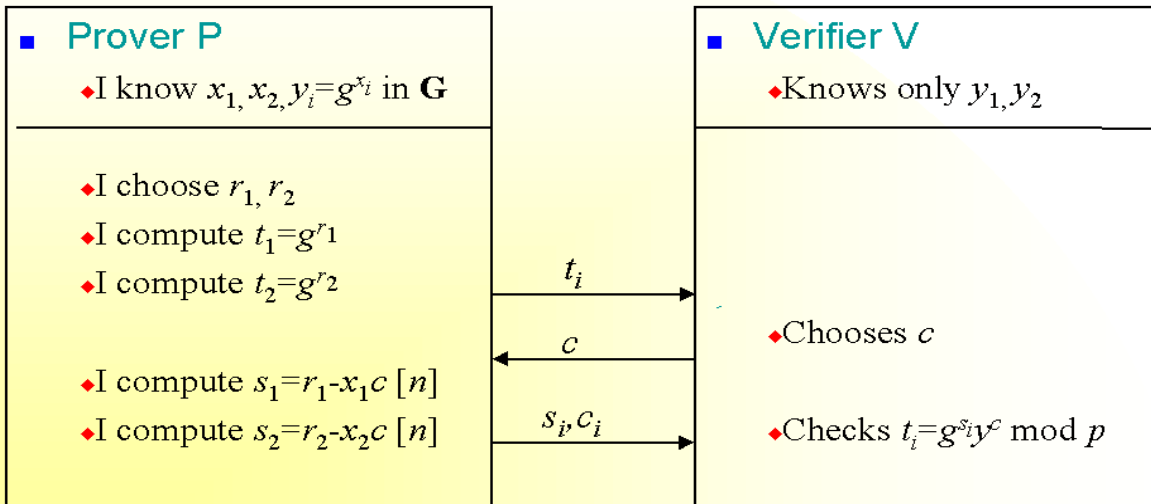 Prover P
I know x₁, x₂, yᵢ=g^xᵢ in G
I choose r₁, r₂
I compute t₁=g^r₁
I compute t₂=g^r₂
I compute s₁=r₁-x₁c [n]
I compute s₂=r₂-x₂c [n]
tᵢ
c
sᵢ,cᵢ
Verifier V
Knows only y₁, y₂
Chooses c
Checks tᵢ=g^sᵢy^c mod p